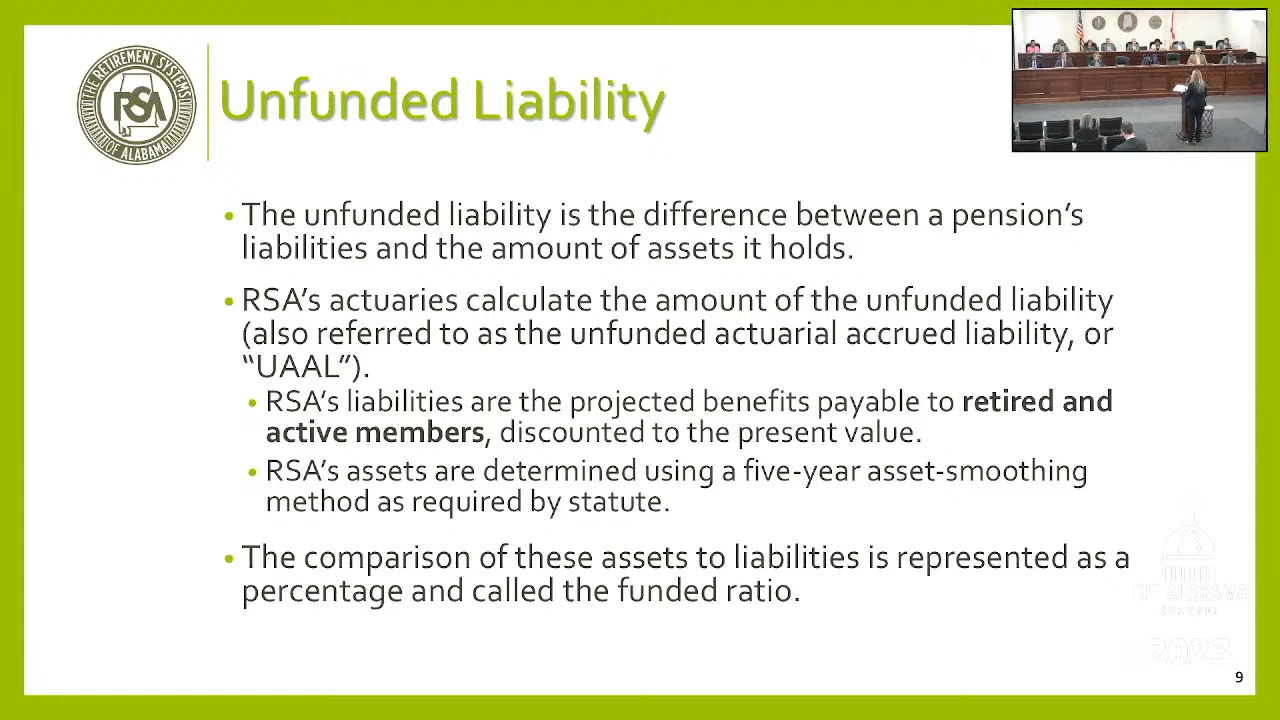 THE RETIREMENT SYSTEMS
RSA
OF ALABAMA
Unfunded Liability
• The unfunded liability is the difference between a pension’s
liabilities and the amount of assets it holds.
• RSA’s actuaries calculate the amount of the unfunded liability
(also referred to as the unfunded actuarial accrued liability, or
“UAAL”).
• RSA’s liabilities are the projected benefits payable to retired and
active members, discounted to the present value.
• RSA’s assets are determined using a five-year asset-smoothing
method as required by statute.
• The comparison of these assets to liabilities is represented as a
percentage and called the funded ratio.
THE ALABAMA
CHANNEL
2023
9